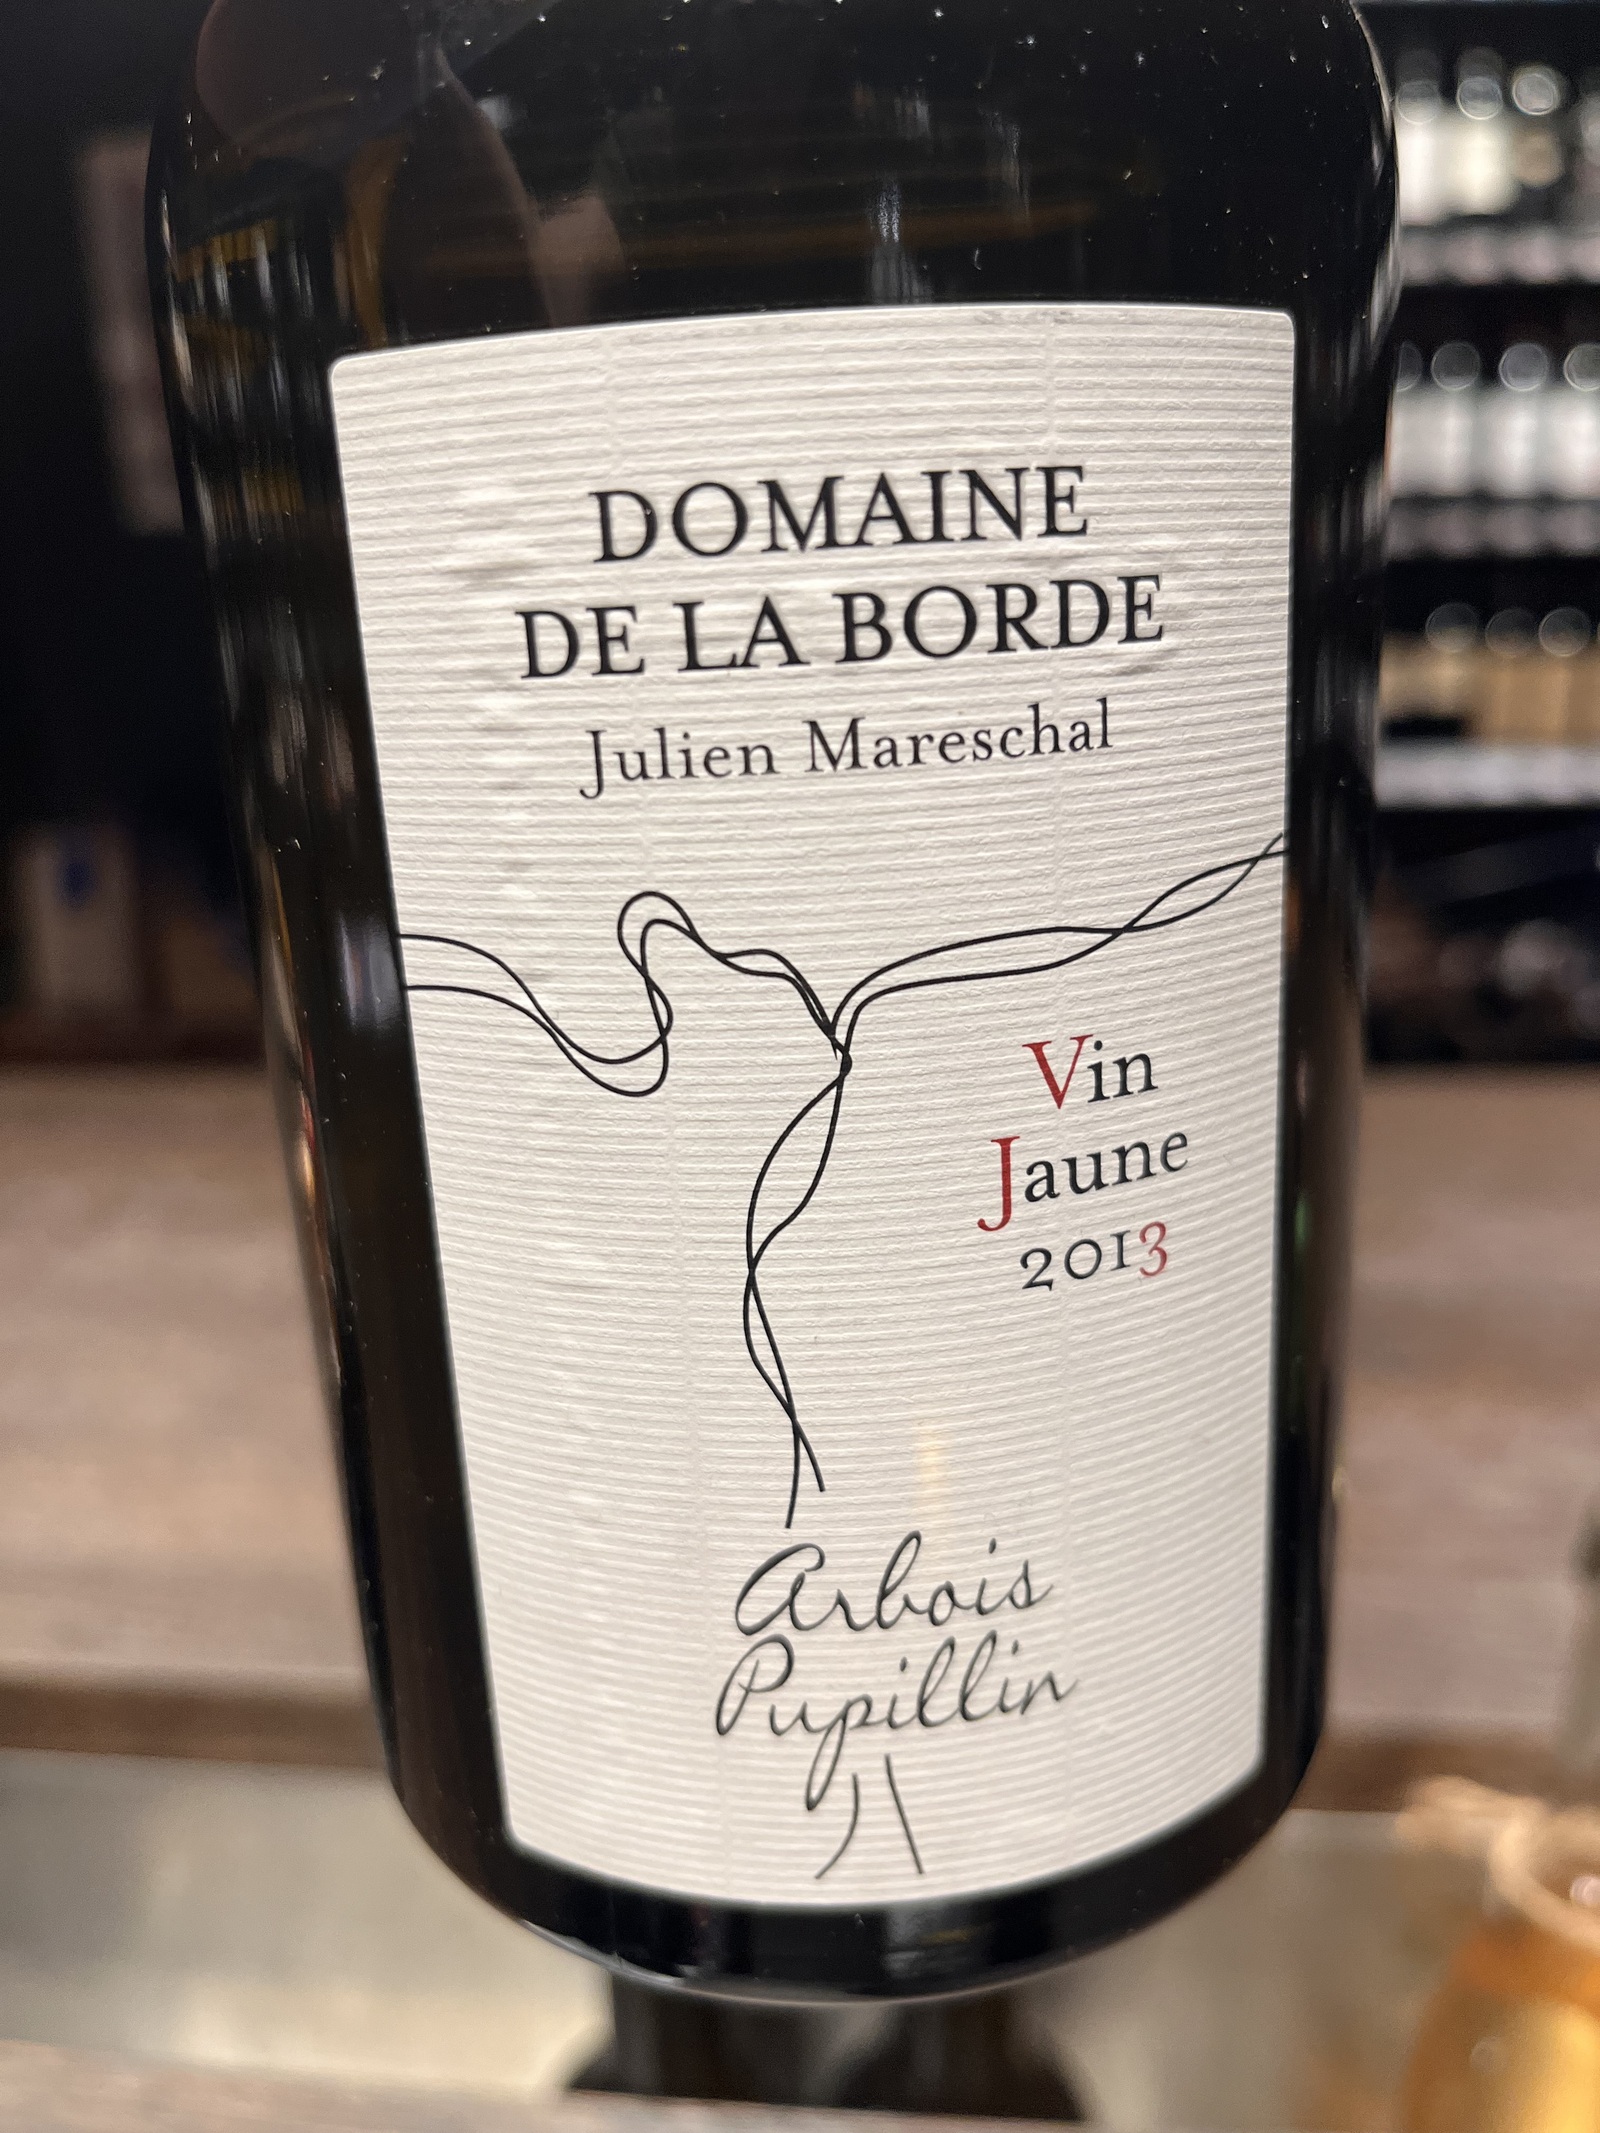 DOMAINE
DE LA BORDE
Julien Mareschal
Vin
Jaune
2013
Arbois
Pupillin